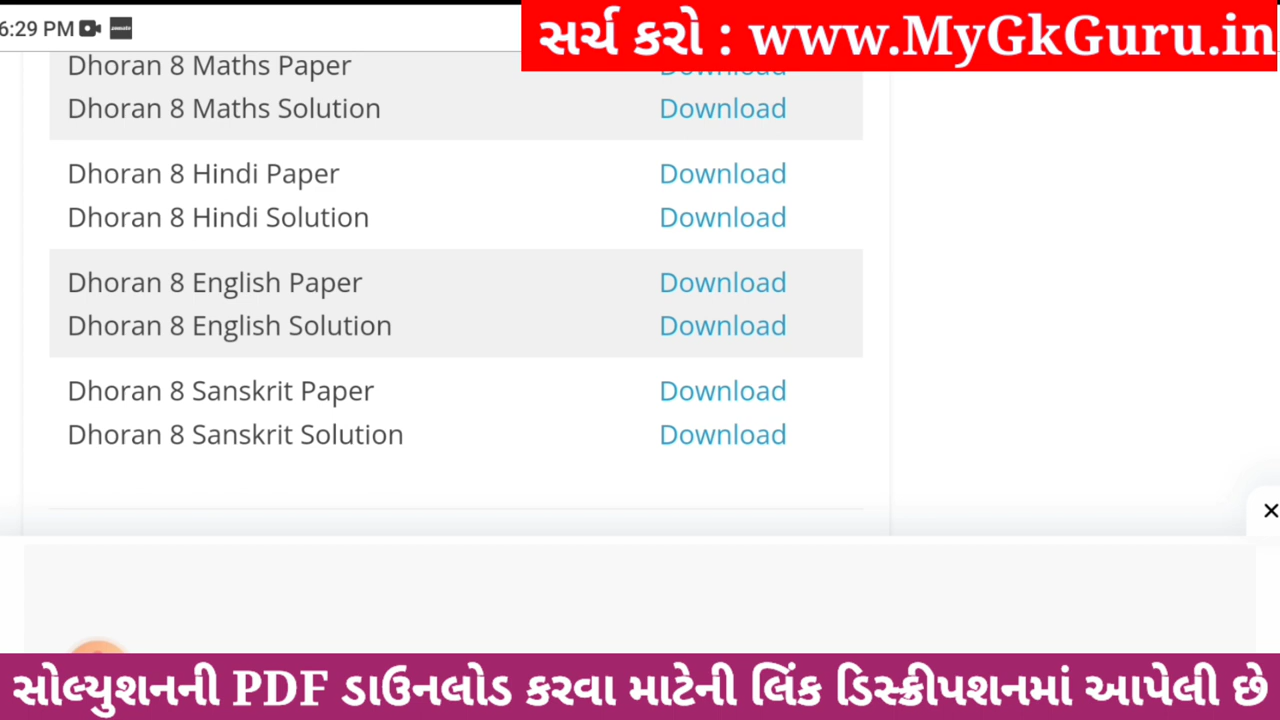 6:29 PM
સર્ચ કરો : www.MyGkGuru.in
Dhoran 8 Maths Paper Download
Dhoran 8 Maths Solution Download
Dhoran 8 Hindi Paper Download
Dhoran 8 Hindi Solution Download
Dhoran 8 English Paper Download
Dhoran 8 English Solution Download
Dhoran 8 Sanskrit Paper Download
Dhoran 8 Sanskrit Solution Download
સોલ્યુશનની PDF ડાઉનલોડ કરવા માટેની લિંક ડિસ્ક્રીપશનમાં આપેલી છે